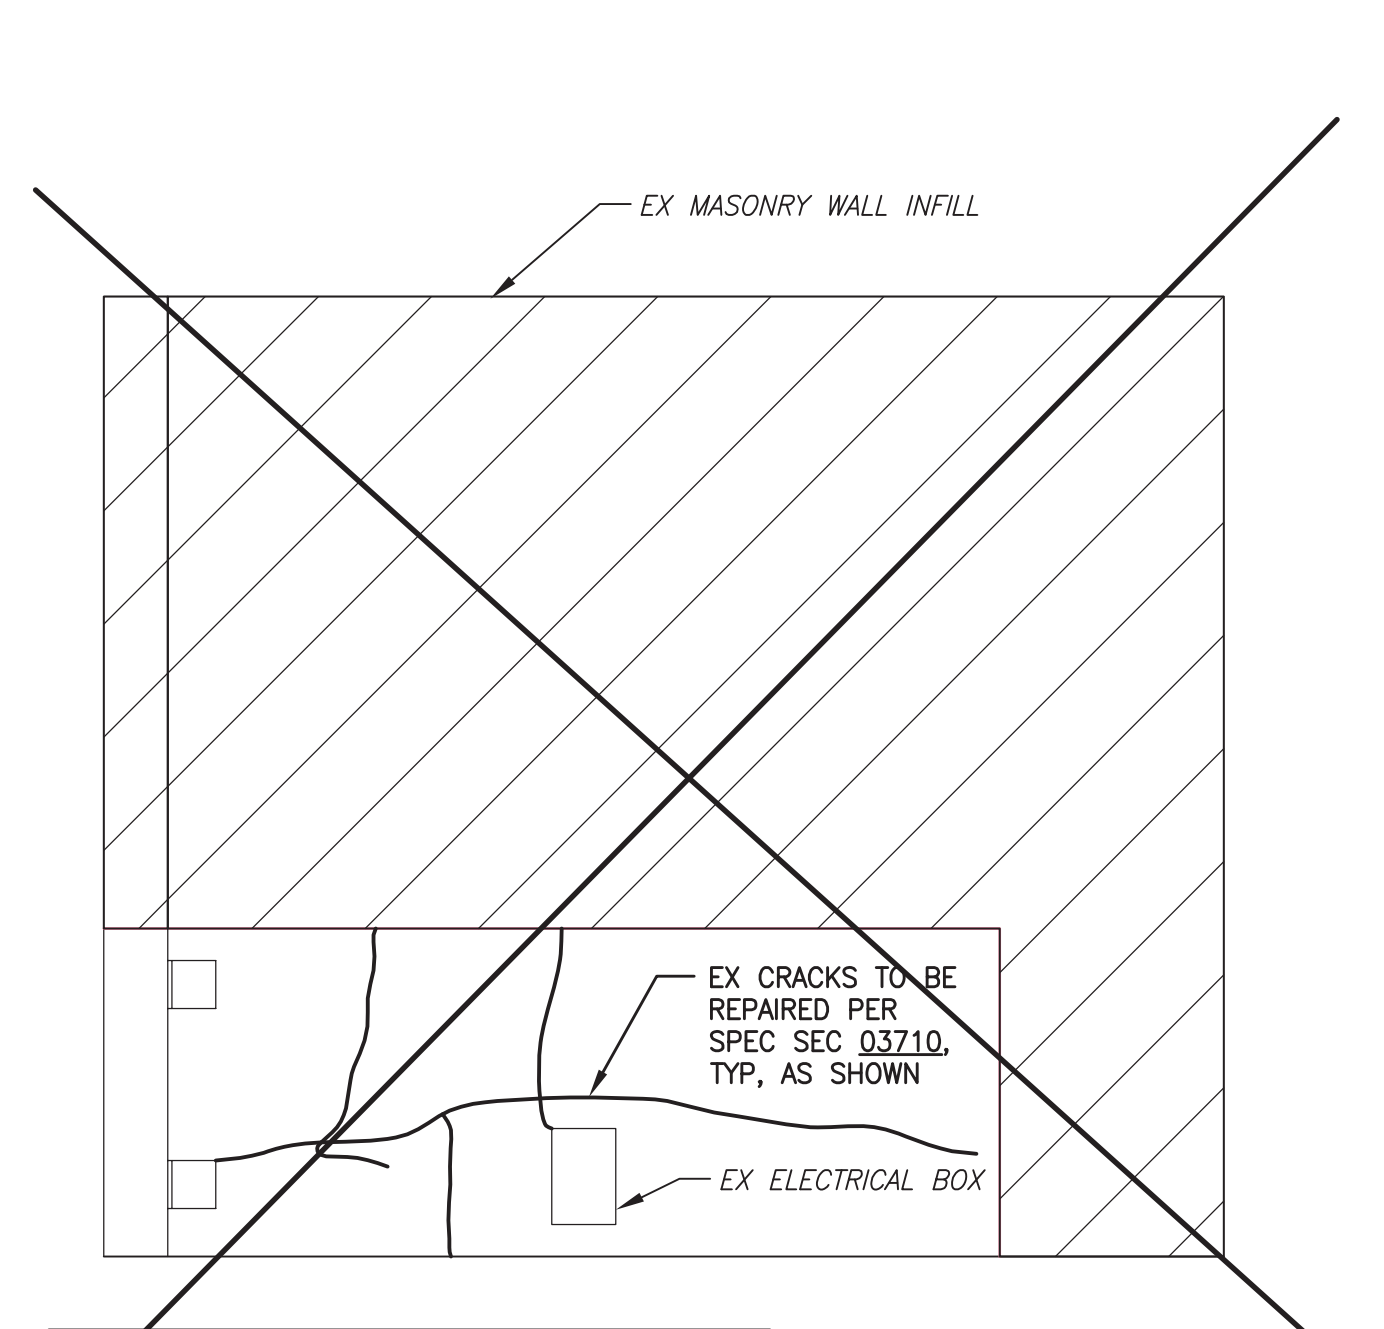 EX MASONRY WALL INFILL
EX CRACKS TO BE
REPAIRED PER
SPEC SEC 03710,
TYP, AS SHOWN
EX ELECTRICAL BOX